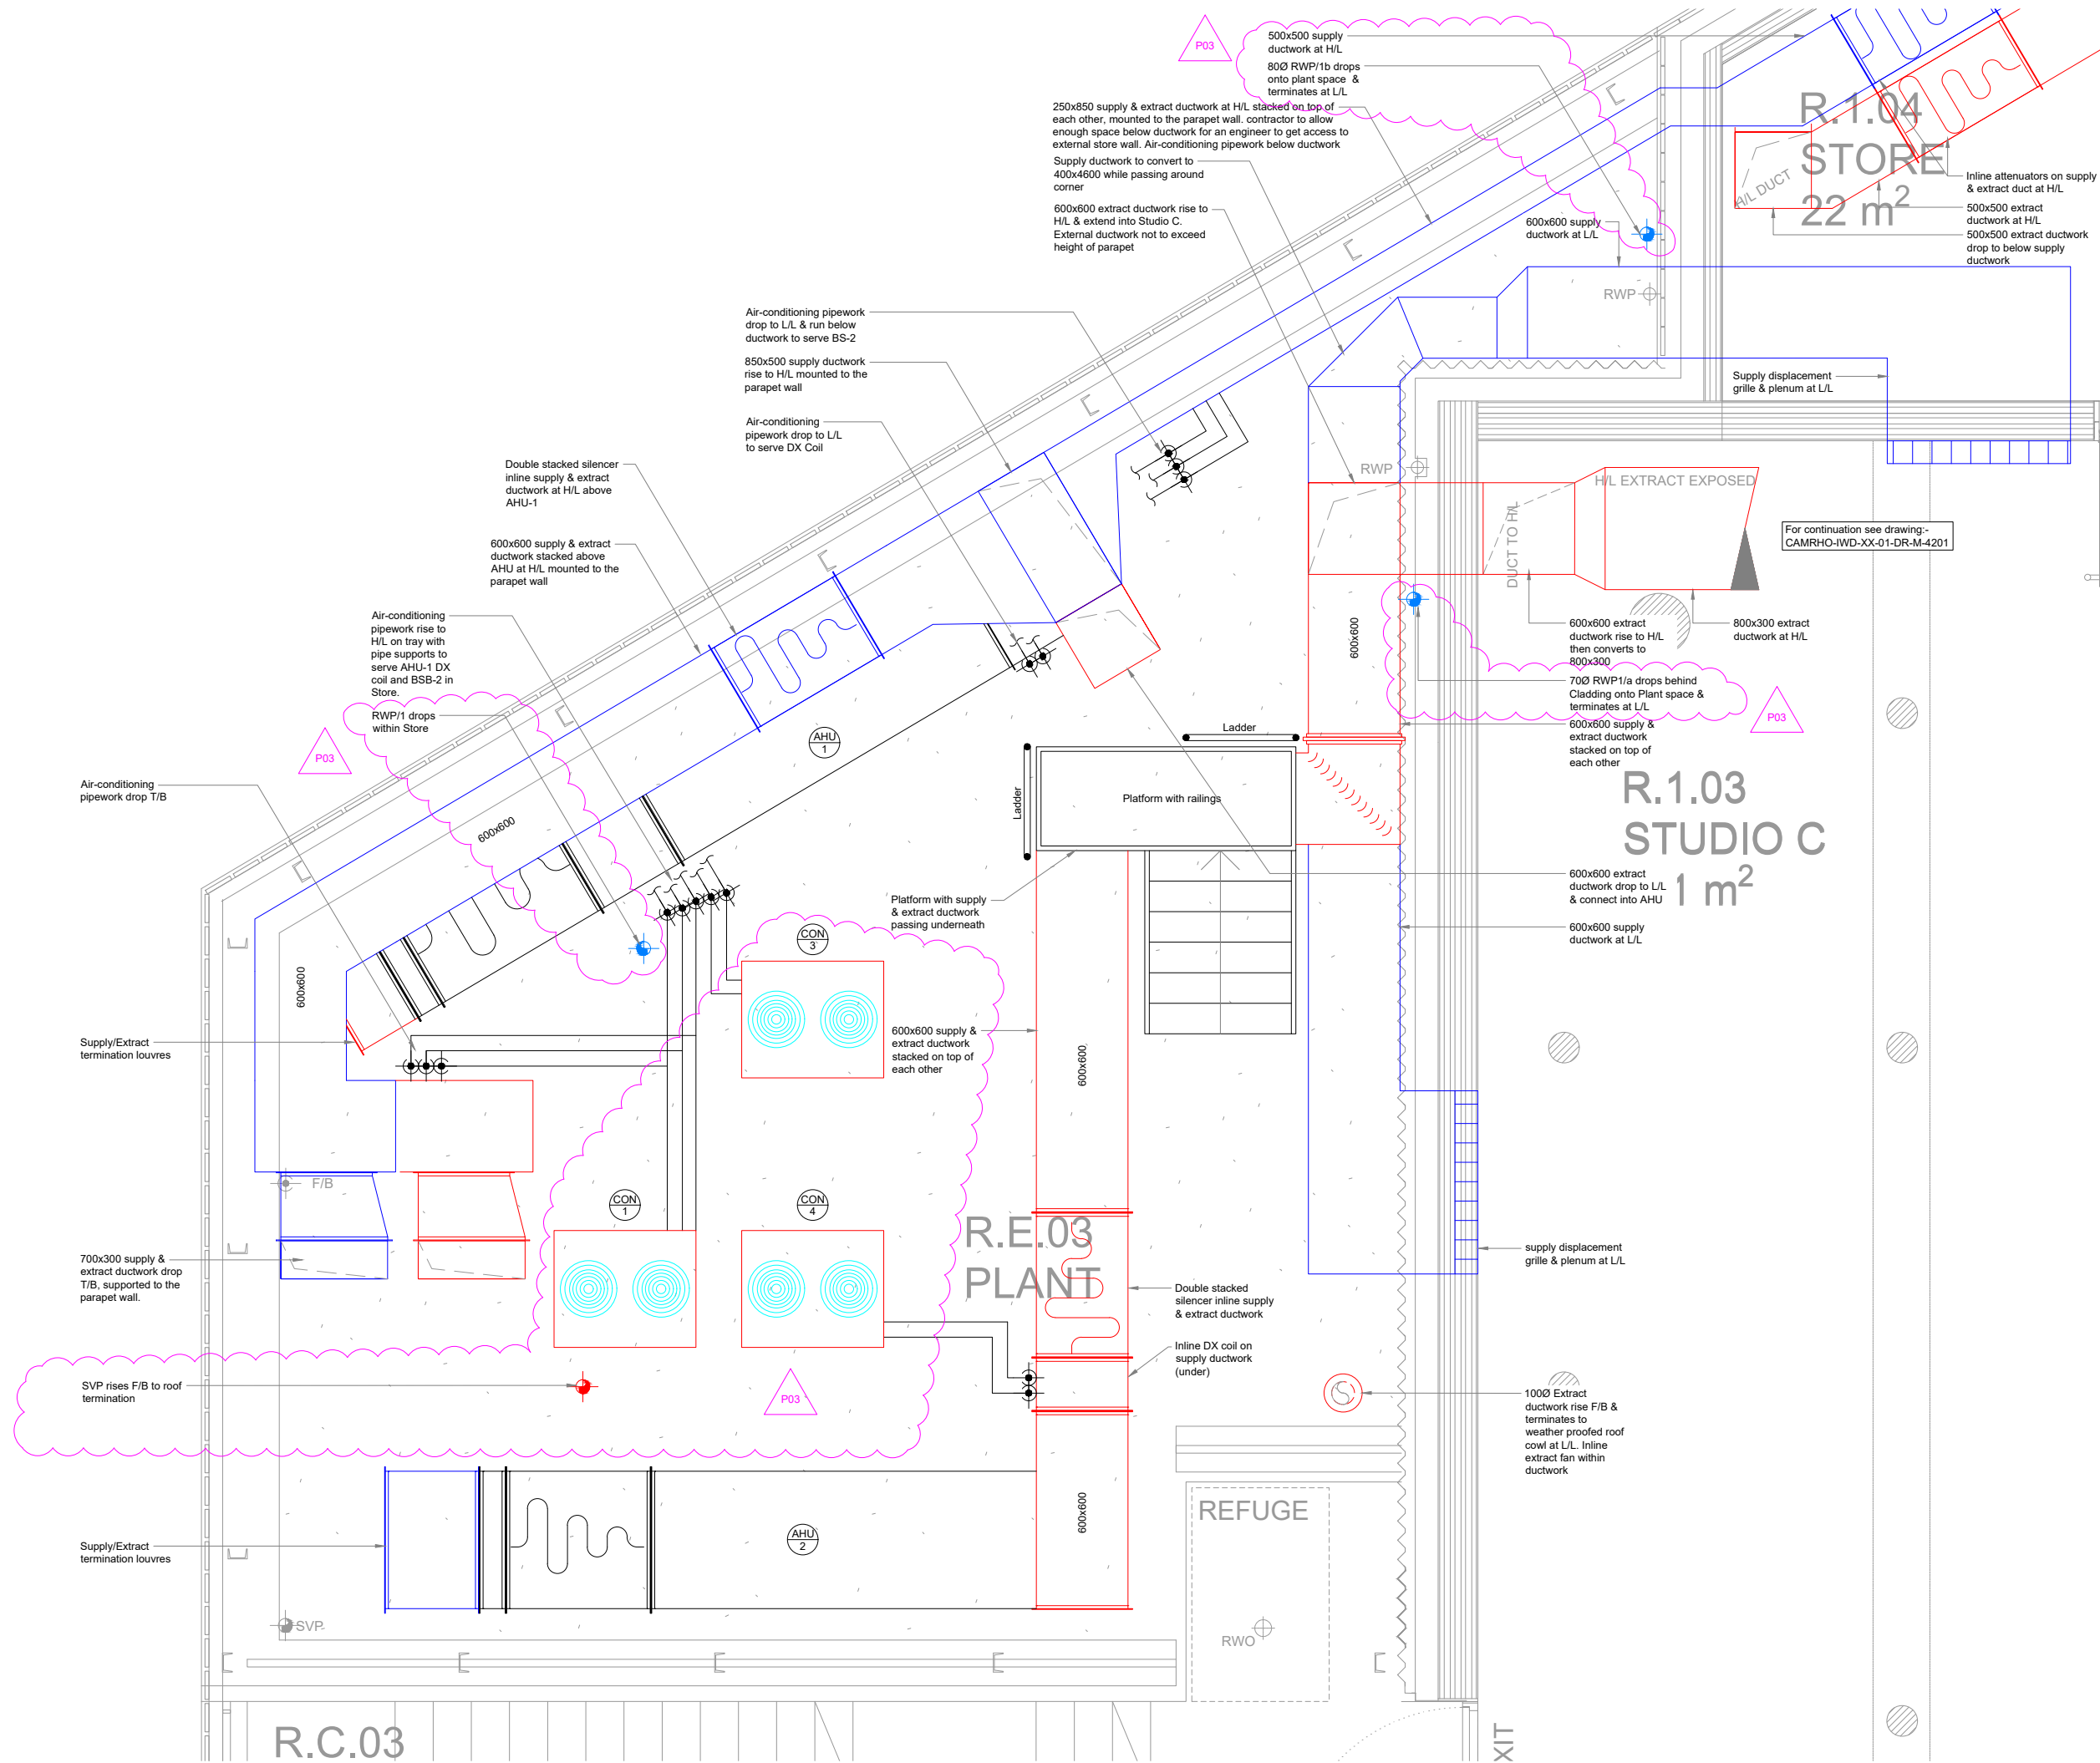 P03
500x500 supply
ductwork at H/L
80Ø RWP/1b drops
onto plant space &
terminates at L/L
250x850 supply & extract ductwork at H/L stacked on top of
each other, mounted to the parapet wall. contractor to allow
enough space below ductwork for an engineer to get access to
external store wall. Air-conditioning pipework below ductwork
Supply ductwork to convert to
400x4600 while passing around
corner
600x600 extract ductwork rise to
H/L & extend into Studio C.
External ductwork not to exceed
height of parapet
R.1.04
STORE
22 m²
H/L DUCT
Inline attenuators on supply
& extract duct at H/L
500x500 extract
ductwork at H/L
500x500 extract ductwork
drop to below supply
ductwork
600x600 supply
ductwork at L/L
RWP
Air-conditioning pipework
drop to L/L & run below
ductwork to serve BS-2
850x500 supply ductwork
rise to H/L mounted to the
parapet wall
Air-conditioning
pipework drop to L/L
to serve DX Coil
Supply displacement
grille & plenum at L/L
Double stacked silencer
inline supply & extract
ductwork at H/L above
AHU-1
RWP
H/L EXTRACT EXPOSED
DUCT TO H/L
For continuation see drawing:-
CAMRHO-IWD-XX-01-DR-M-4201
600x600 supply & extract
ductwork stacked above
AHU at H/L mounted to the
parapet wall
Air-conditioning
pipework rise to
H/L on tray with
pipe supports to
serve AHU-1 DX
coil and BSB-2 in
Store.
RWP/1 drops
within Store
P03
600x600
600x600 extract
ductwork rise to H/L
then converts to
800x300
800x300 extract
ductwork at H/L
70Ø RWP1/a drops behind
Cladding onto Plant space &
terminates at L/L
P03
600x600 supply &
extract ductwork
stacked on top of
each other
AHU
1
Ladder
Ladder
Platform with railings
Air-conditioning
pipework drop T/B
600x600
R.1.03
STUDIO C
1 m²
600x600 extract
ductwork drop to L/L
& connect into AHU
600x600 supply
ductwork at L/L
Platform with supply
& extract ductwork
passing underneath
CON
3
600x600
Supply/Extract
termination louvres
600x600 supply &
extract ductwork
stacked on top of
each other
600x600
F/B
CON
1
CON
4
R.E.03
PLANT
700x300 supply &
extract ductwork drop
T/B, supported to the
parapet wall.
supply displacement
grille & plenum at L/L
Double stacked
silencer inline supply
& extract ductwork
Inline DX coil on
supply ductwork
(under)
SVP rises F/B to roof
termination
P03
100Ø Extract
ductwork rise F/B &
terminates to
weather proofed roof
cowl at L/L. Inline
extract fan within
ductwork
600x600
REFUGE
AHU
2
Supply/Extract
termination louvres
SVP
RWO
R.C.03
XIT